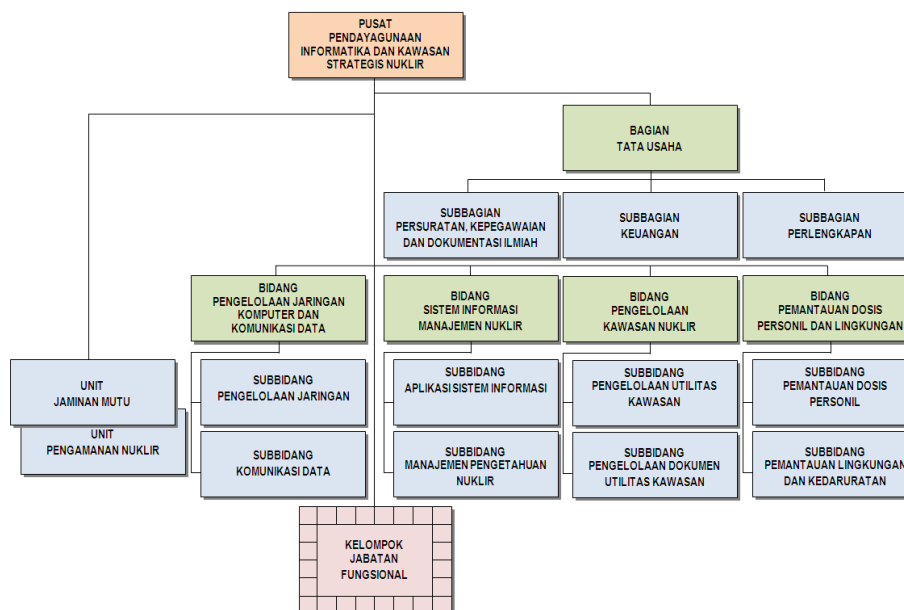 PUSAT
PENDAYAGUNAAN
INFORMATIKA DAN KAWASAN
STRATEGIS NUKLIR
BAGIAN
TATA USAHA
SUBBAGIAN
PERSURATAN, KEPEGAWAIAN
DAN DOKUMENTASI ILMIAH
SUBBAGIAN
KEUANGAN
SUBBAGIAN
PERLENGKAPAN
BIDANG
PENGELOLAAN JARINGAN
KOMPUTER DAN
KOMUNIKASI DATA
BIDANG
SISTEM INFORMASI
MANAJEMEN NUKLIR
BIDANG
PENGELOLAAN
KAWASAN NUKLIR
BIDANG
PEMANTAUAN DOSIS
PERSONIL DAN LINGKUNGAN
UNIT
JAMINAN MUTU
UNIT
PENGAMANAN NUKLIR
SUBBIDANG
PENGELOLAAN JARINGAN
SUBBIDANG
APLIKASI SISTEM INFORMASI
SUBBIDANG
PENGELOLAAN UTILITAS
KAWASAN
SUBBIDANG
PEMANTAUAN DOSIS
PERSONIL
SUBBIDANG
KOMUNIKASI DATA
SUBBIDANG
MANAJEMEN PENGETAHUAN
NUKLIR
SUBBIDANG
PENGELOLAAN DOKUMEN
UTILITAS KAWASAN
SUBBIDANG
PEMANTAUAN LINGKUNGAN
DAN KEDARURATAN
KELOMPOK
JABATAN
FUNGSIONAL